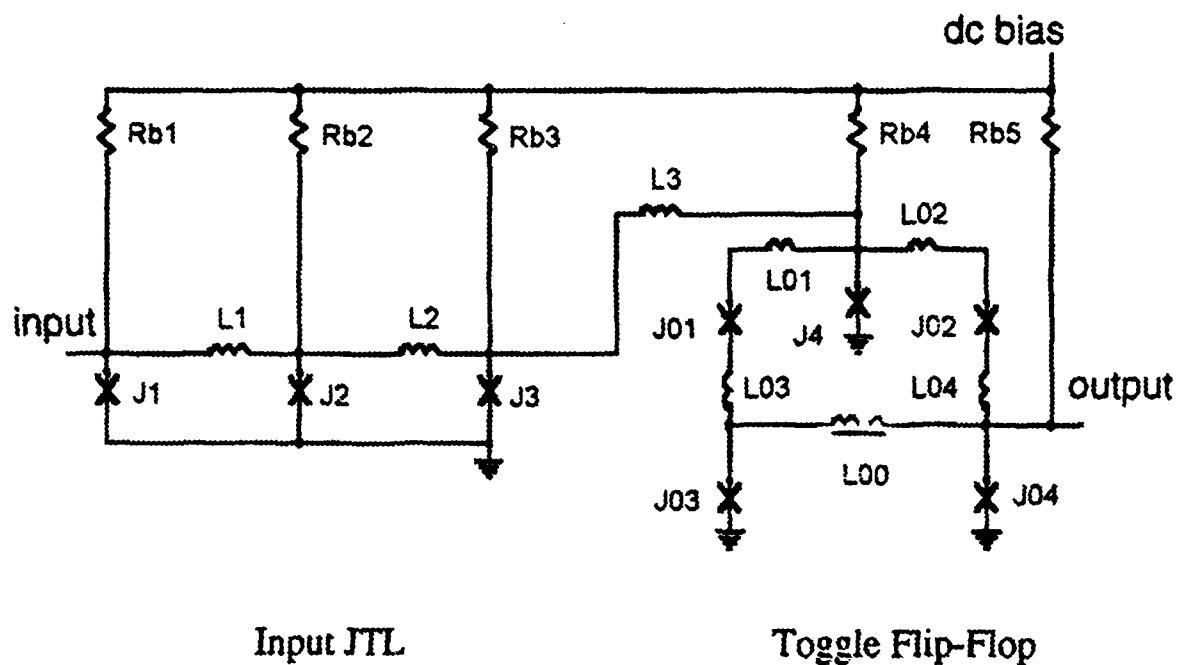 dc bias
Rb1
Rb2
Rb3
Rb4
Rb5
L3
L02
L01
input
L1
L2
J01
J4
J02
J1
J2
J3
L03
L04
output
L00
J03
J04
Input JTL
Toggle Flip-Flop